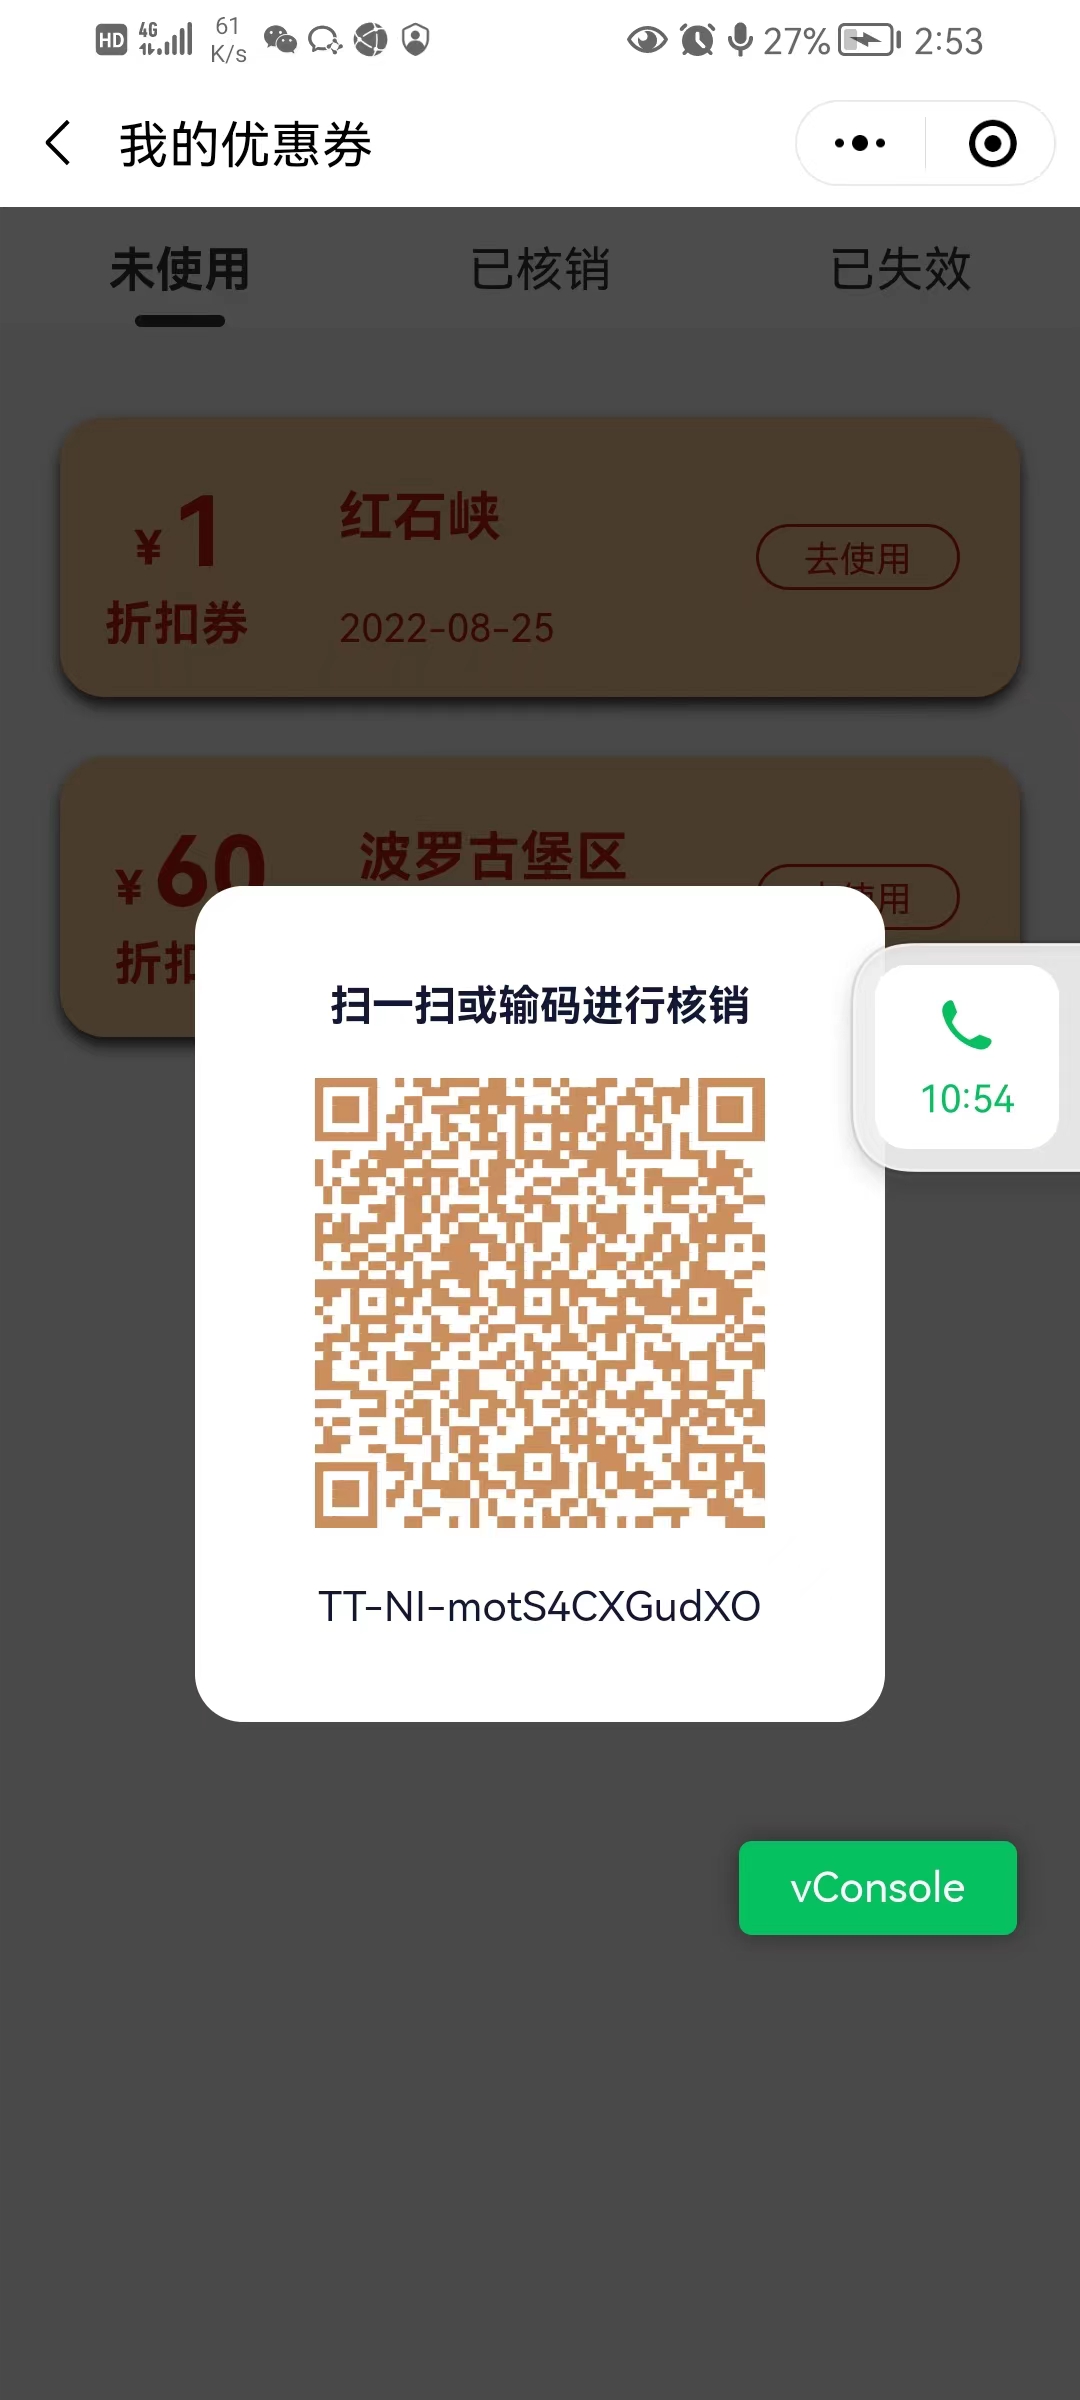 HD 4G 61 K/s 27% 2:53
我的优惠券
未使用 已核销 已失效
¥1 红石峡
去使用
折扣券 2022-08-25
¥60 波罗古堡区
用
折扣
扫一扫或输码进行核销
10:54
TT-NI-motS4CXGudXO
vConsole